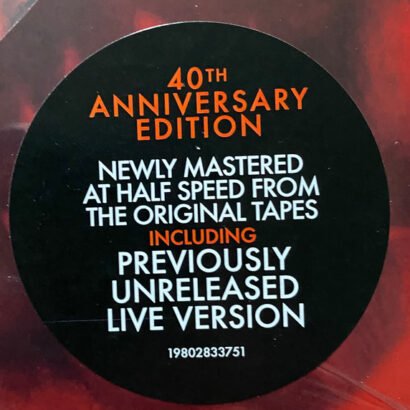 40TH
ANNIVERSARY
EDITION
NEWLY MASTERED
AT HALF SPEED FROM
THE ORIGINAL TAPES
INCLUDING
PREVIOUSLY
UNRELEASED
LIVE VERSION
19802833751